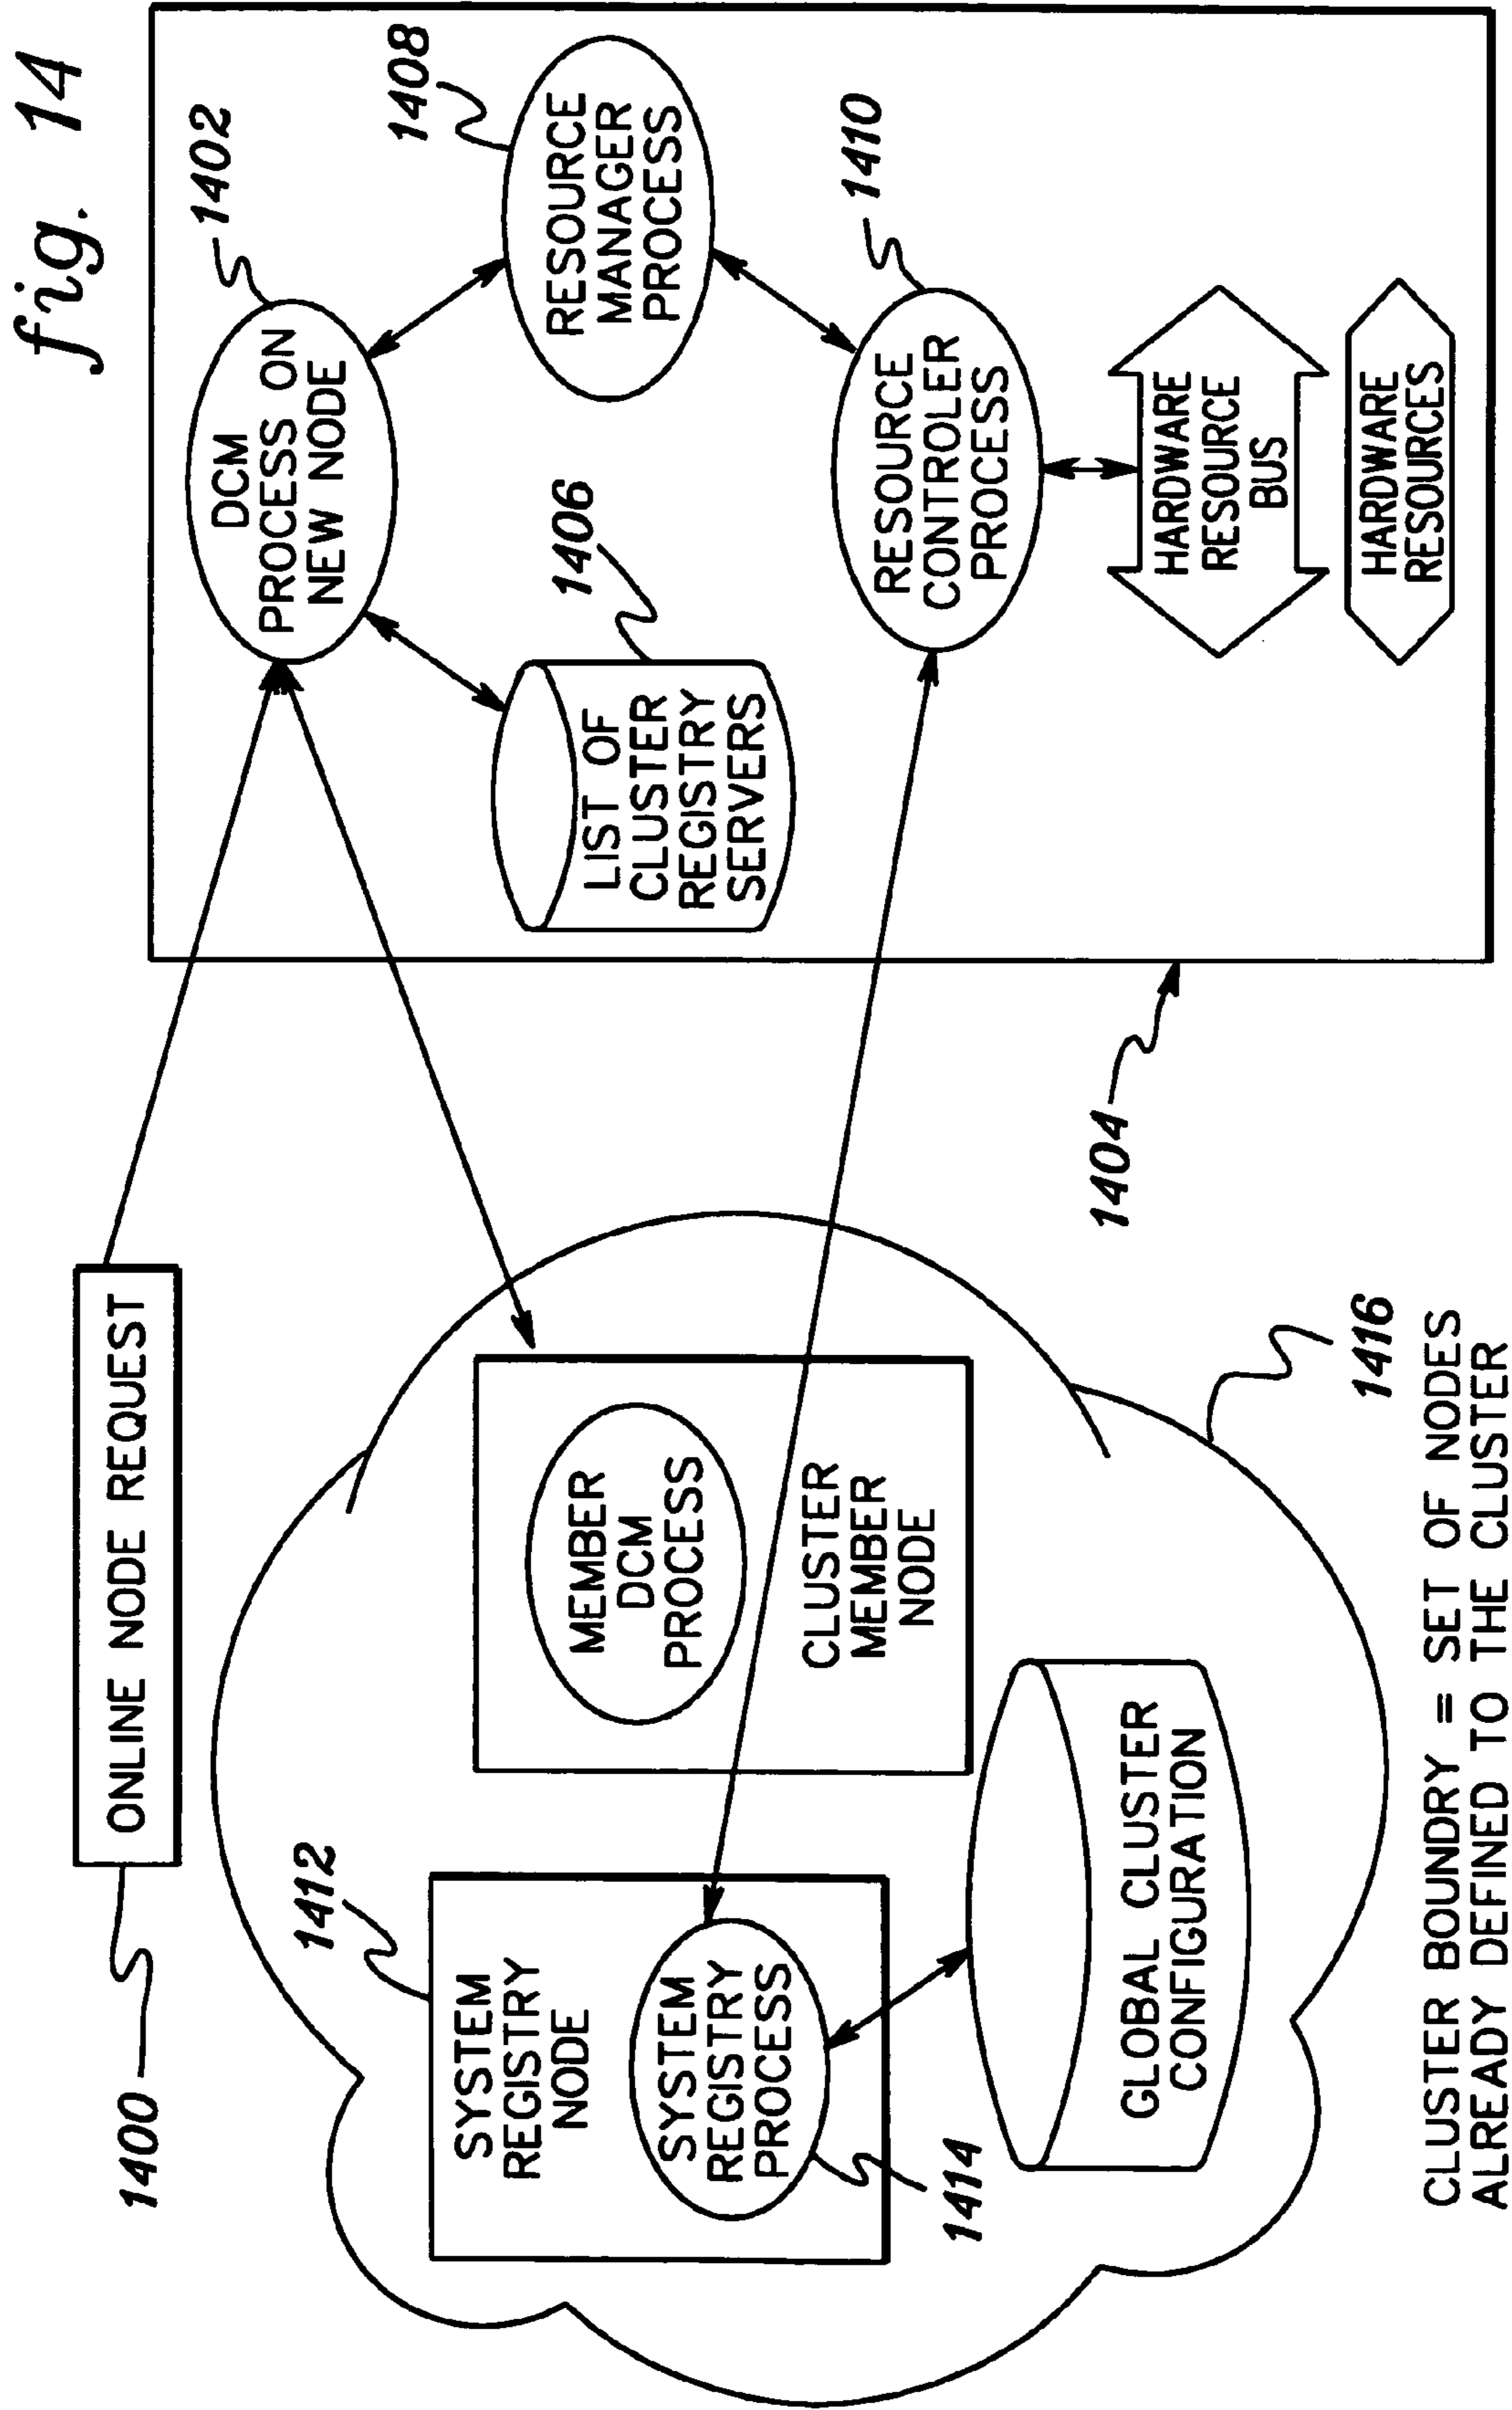 fig. 14
1400
ONLINE NODE REQUEST
1412
SYSTEM
REGISTRY
NODE
SYSTEM
REGISTRY
PROCESS
1414
MEMBER
DCM
PROCESS
CLUSTER
MEMBER
NODE
GLOBAL CLUSTER
CONFIGURATION
1416
CLUSTER BOUNDRY = SET OF NODES
ALREADY DEFINED TO THE CLUSTER
1402
DCM
PROCESS ON
NEW NODE
1406
LIST OF
CLUSTER
REGISTRY
SERVERS
1408
RESOURCE
MANAGER
PROCESS
1410
RESOURCE
CONTROLER
PROCESS
HARDWARE
RESOURCE
BUS
HARDWARE
RESOURCES
1404